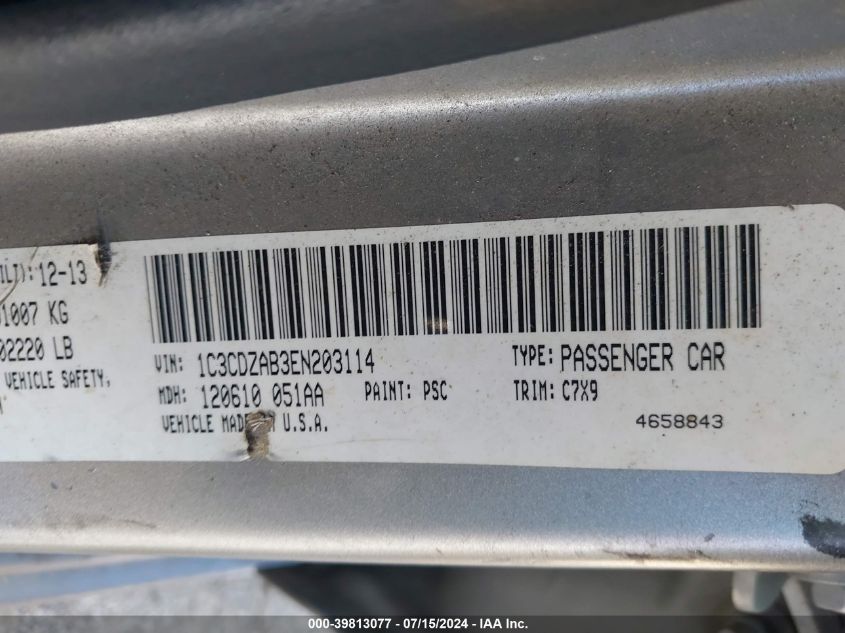 ILT): 12-13
1007 KG
02220 LB
VEHICLE SAFETY,
VIN: 1C3CDZAB3EN203114
TYPE: PASSENGER CAR
MDH: 120610 051AA
PAINT: PSC
TRIM: C7X9
VEHICLE MADE U.S.A.
4658843
000-39813077 / 07/15/2024 - IAA Inc.